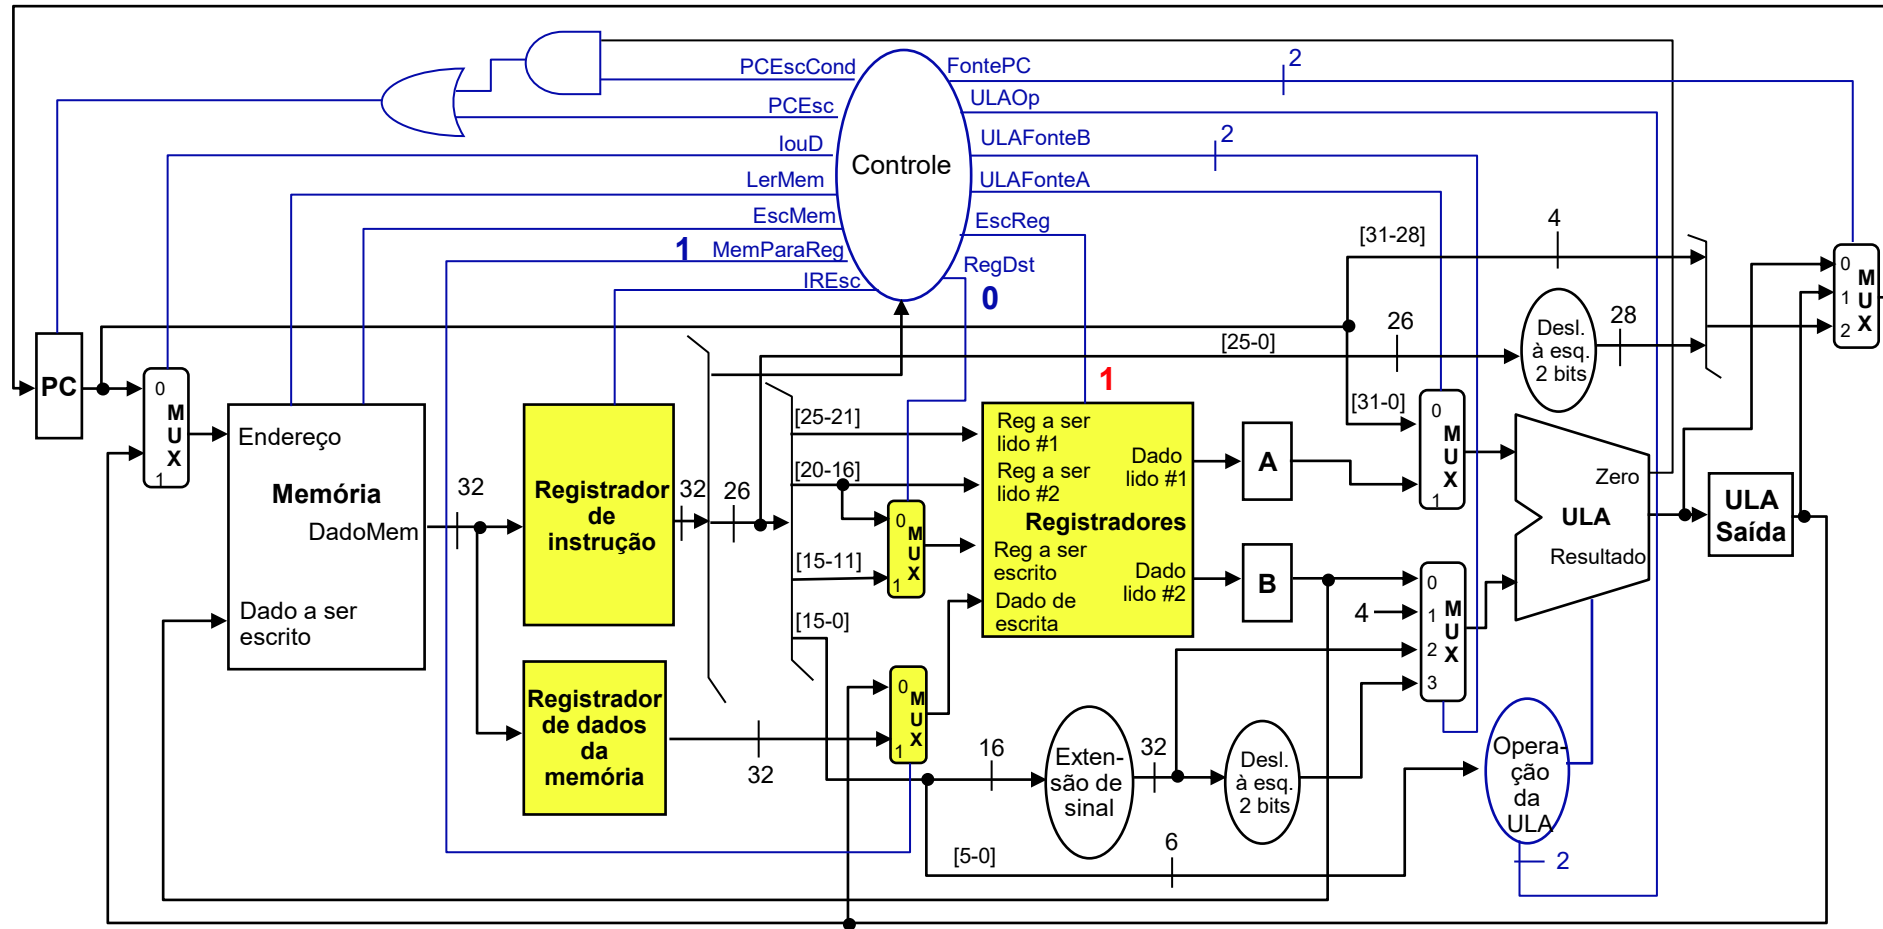 PCEscCond
PCEsc
IouD
LerMem
EscMem
1 MemParaReg
IREsc
Controle
FontePC
2
ULAOp
ULAFonteB
2
ULAFonteA
EscReg
RegDst
0
1
[31-28]
4
[25-0]
26
Desl.
à esq.
2 bits
28
0
1
2
M
U
X
PC
0
M
U
X
1
Endereço
Memória
DadoMem
Dado a ser
escrito
32
Registrador
de
instrução
32
26
Registrador
de dados
da
memória
32
[25-21]
[20-16]
[15-11]
[15-0]
0
M
U
X
1
0
M
U
X
1
Reg a ser
lido #1
Reg a ser
lido #2
Registradores
Reg a ser
escrito
Dado de
escrita
Dado
lido #1
Dado
lido #2
A
B
[31-0]
0
M
U
X
1
0
4
1
2
3
M
U
X
Zero
ULA
Resultado
ULA
Saída
16
Exten-
são de
sinal
32
Desl.
à esq.
2 bits
[5-0]
6
Opera-
ção
da
ULA
2